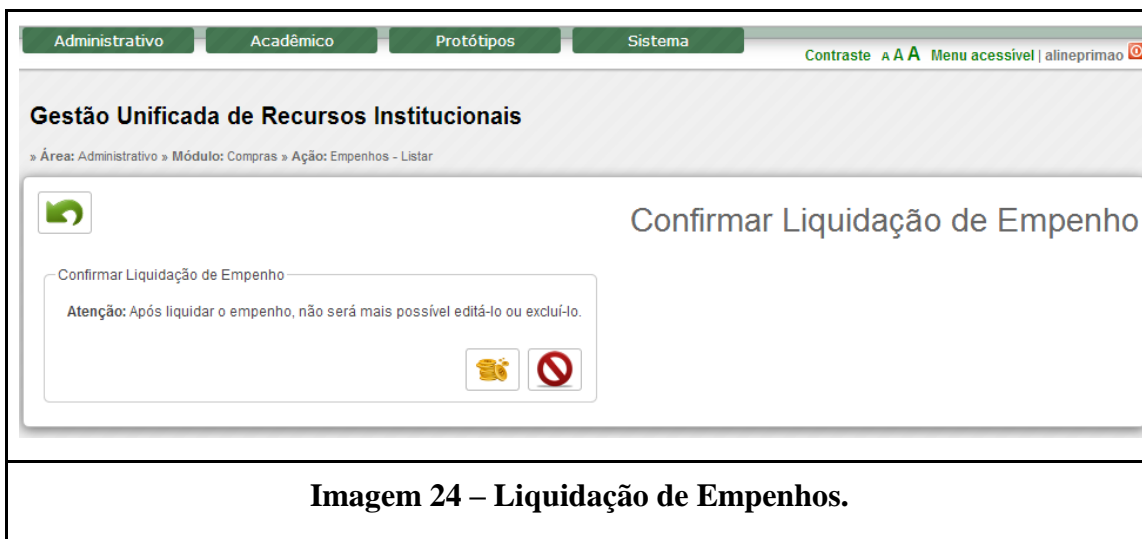 Administrativo Acadêmico Protótipos Sistema
Contraste A A A Menu acessível | alineprimao
Gestão Unificada de Recursos Institucionais
» Área: Administrativo » Módulo: Compras » Ação: Empenhos - Listar
Confirmar Liquidação de Empenho
Confirmar Liquidação de Empenho
Atenção: Após liquidar o empenho, não será mais possível editá-lo ou excluí-lo.
Imagem 24 – Liquidação de Empenhos.